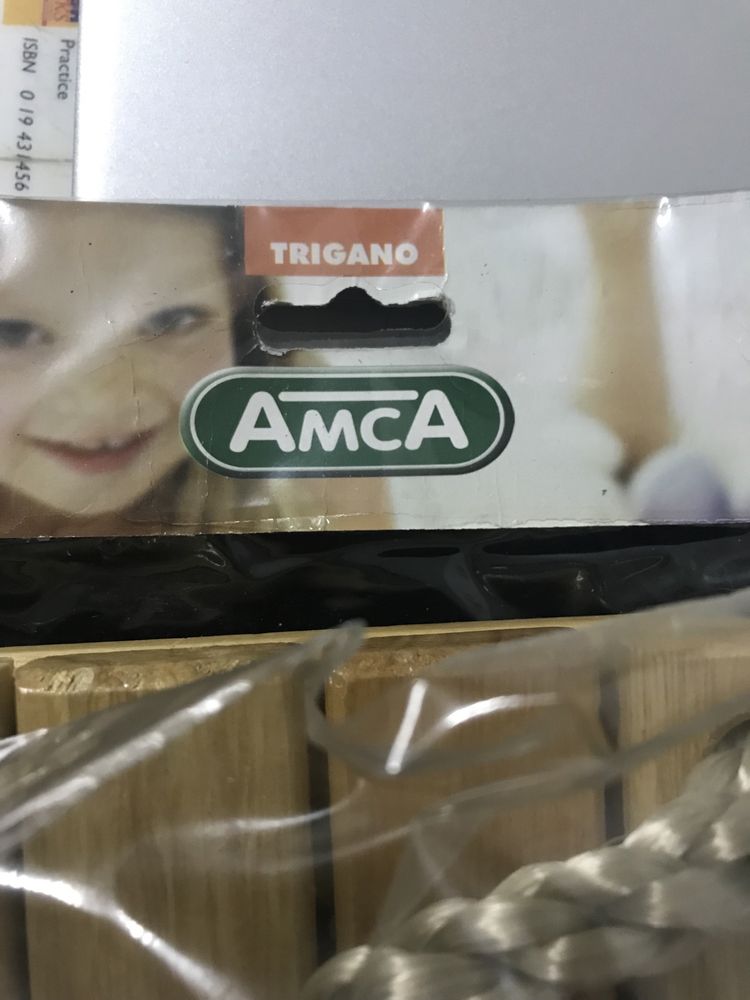 Practice
ISBN 0 19 431456
TRIGANO
AMCA